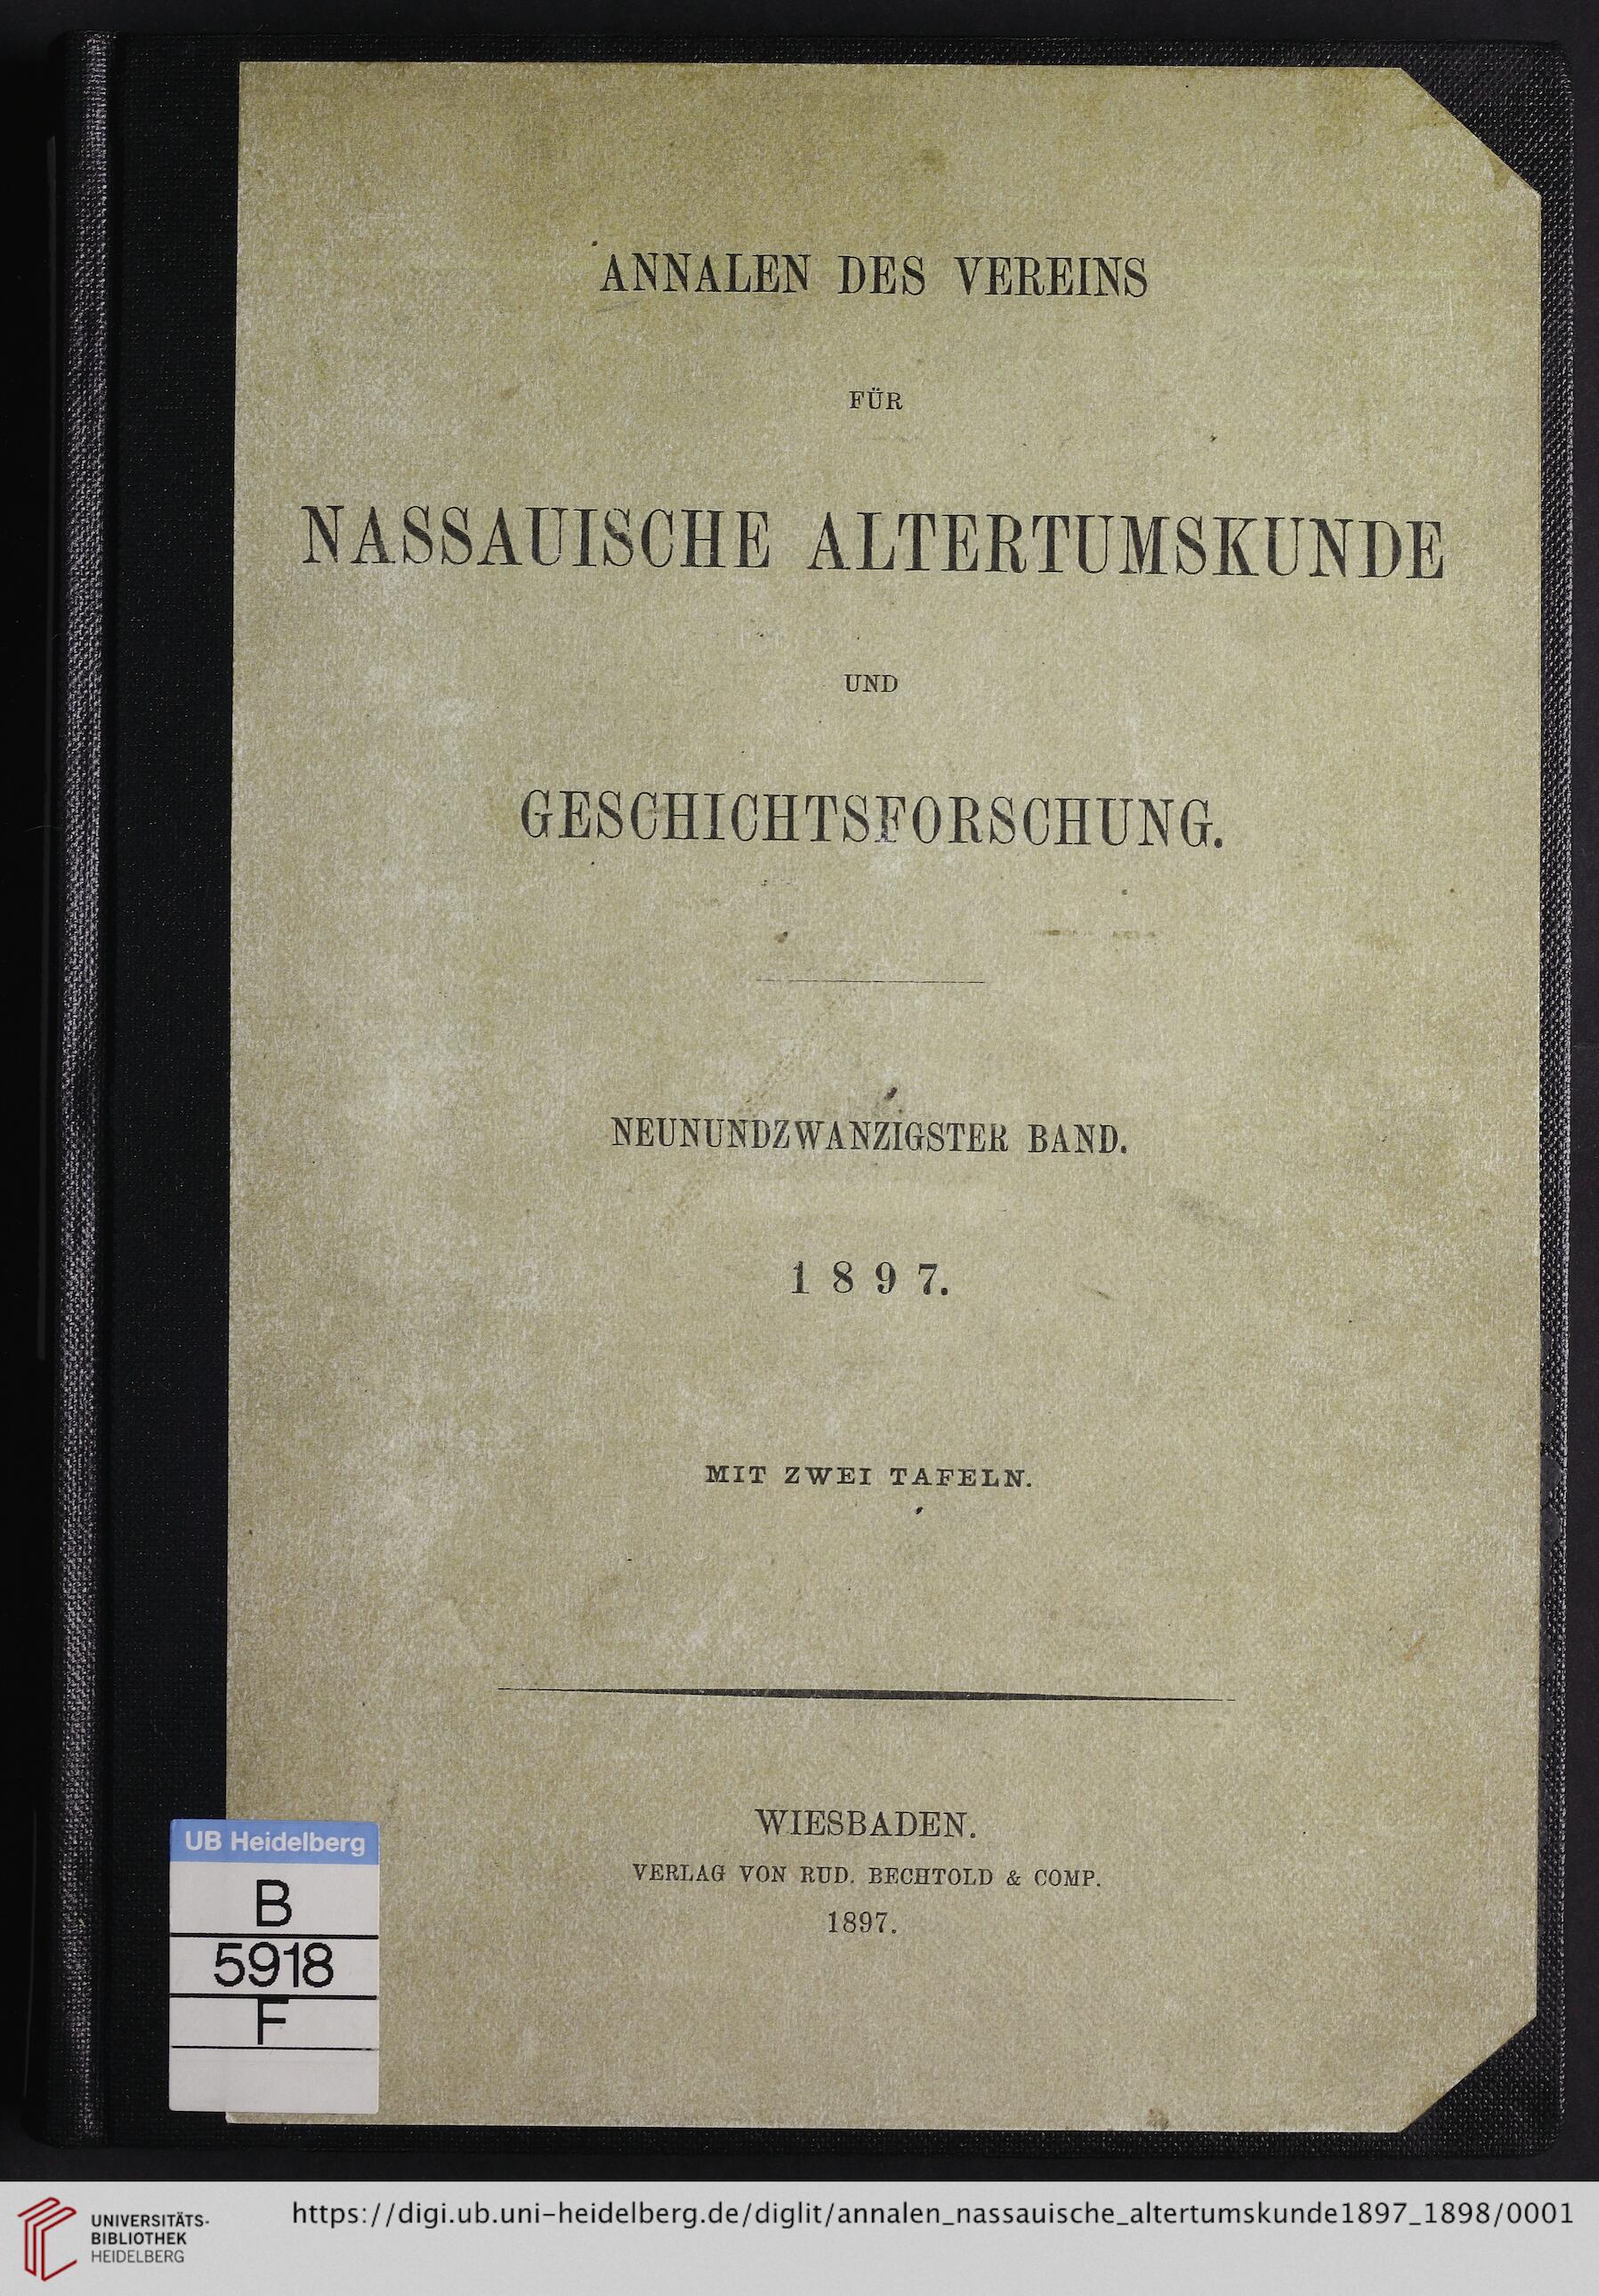 ANNALEN DES VEREINS
FÜR
NASSAUISCHE ALTERTUMSKUNDE
UND
GESCHICHTSFORSCHUNG.
NEUNUNDZWANZIGSTER BAND.
1897.
MIT ZWEI TAFELN.
WIESBADEN.
VERLAG VON RUD. BECHTOLD & COMP.
1897.
UB Heidelberg
B
5918
F
UNIVERSITÄTS-
BIBLIOTHEK
HEIDELBERG
https://digi.ub.uni-heidelberg.de/diglit/annalen_nassauische_altertumskunde1897_1898/0001